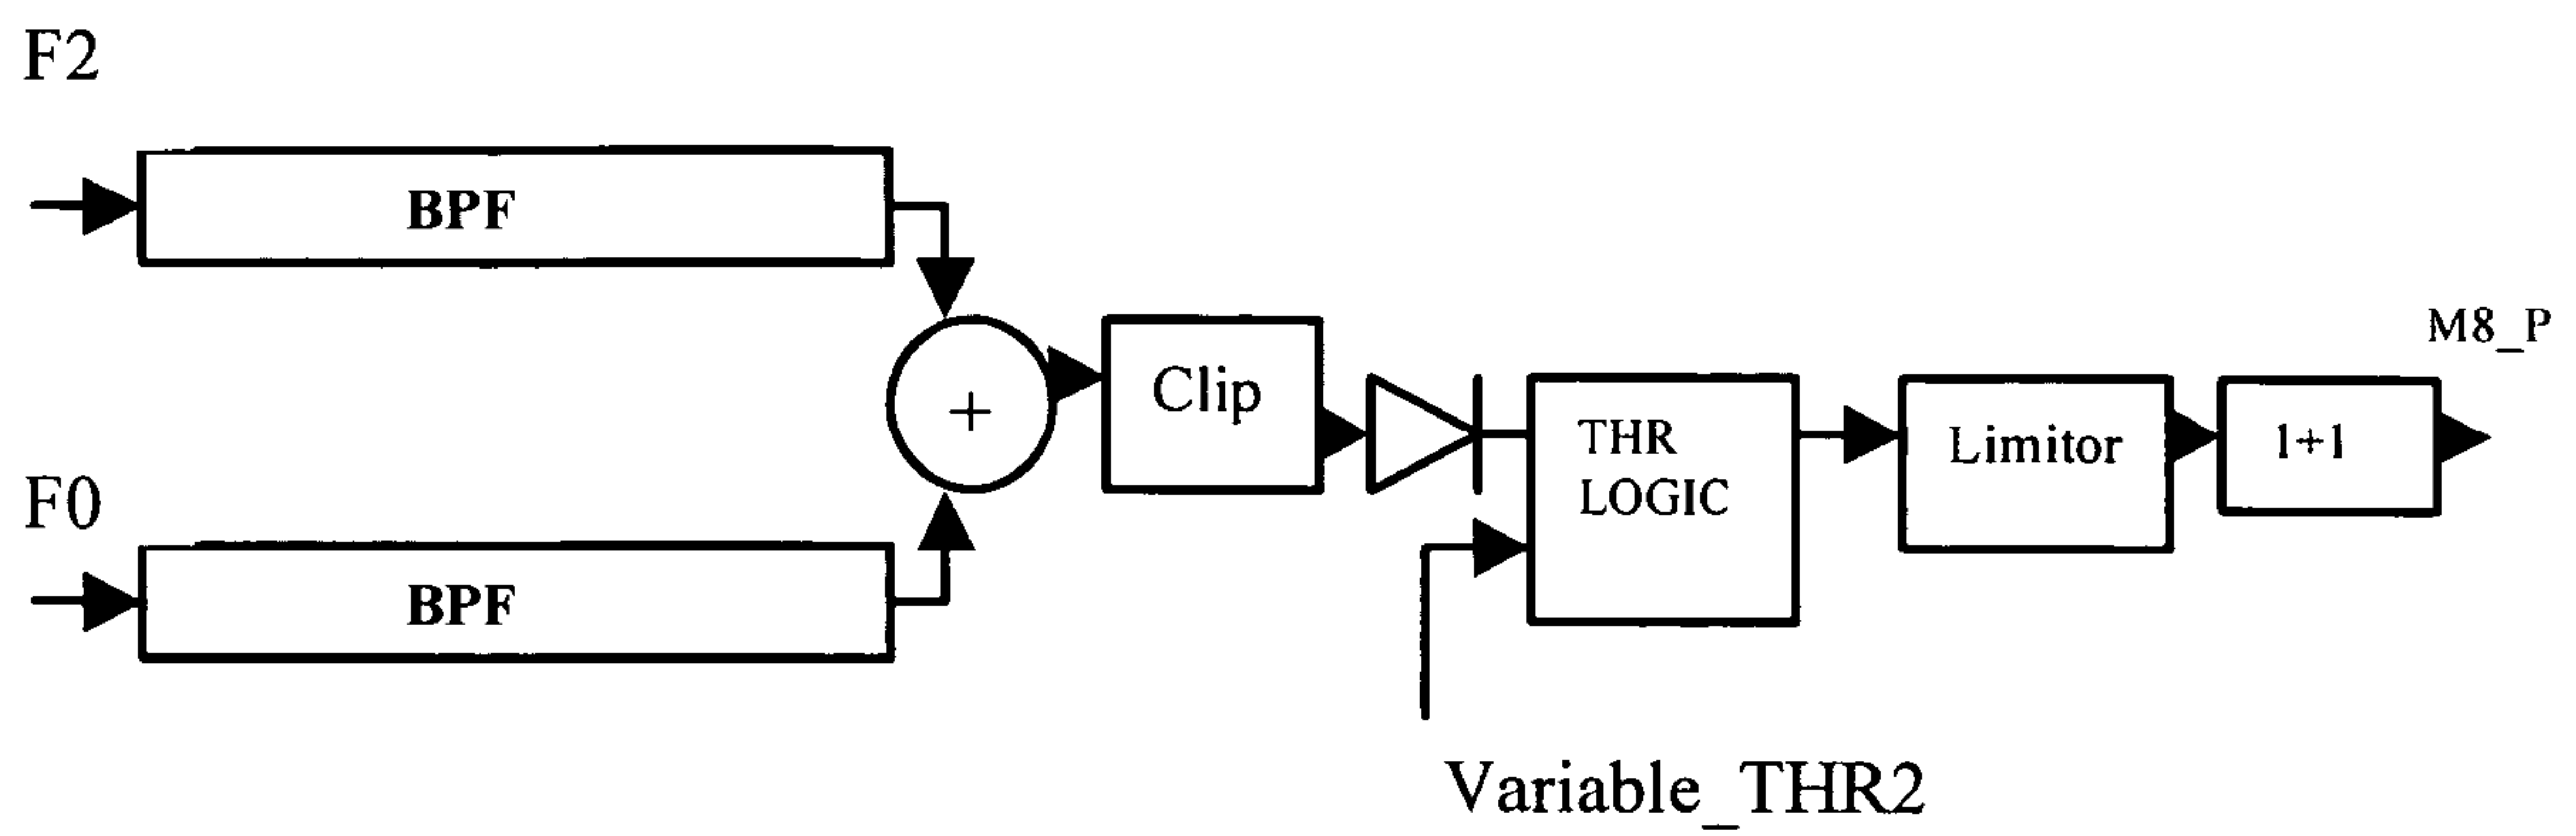 F2
BPF
+
Clip
M8_P
THR
LOGIC
Limitor
1+1
F0
BPF
Variable_THR2